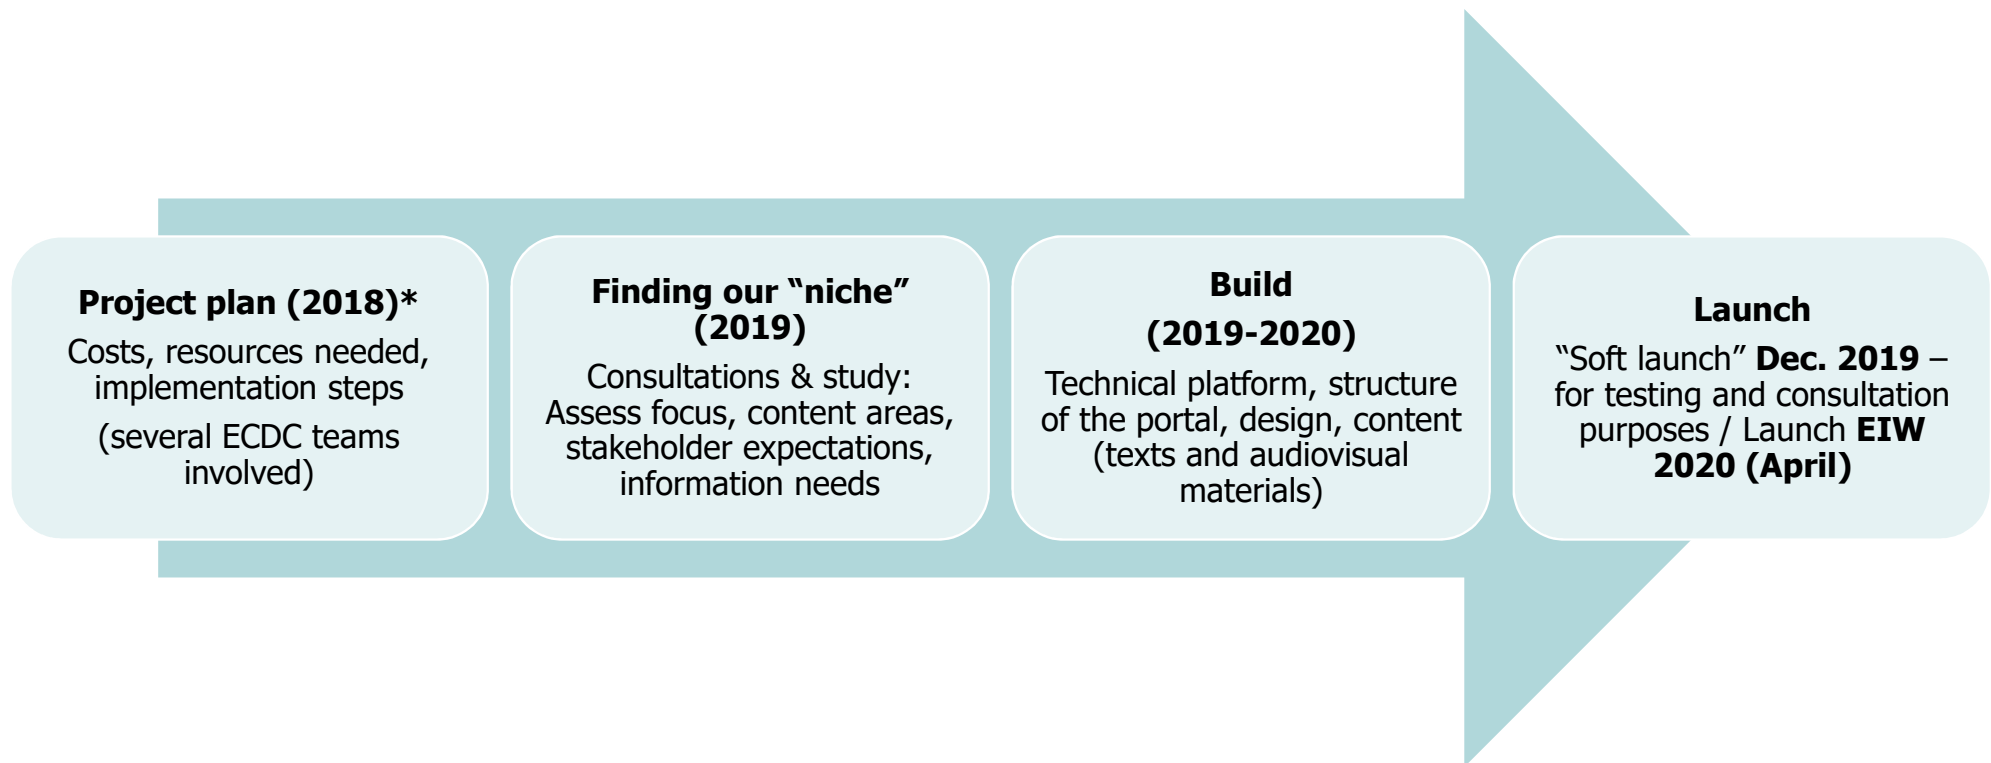 Project plan (2018)*
Costs, resources needed,
implementation steps
(several ECDC teams
involved)
Finding our “niche”
(2019)
Consultations & study:
Assess focus, content areas,
stakeholder expectations,
information needs
Build
(2019-2020)
Technical platform, structure
of the portal, design, content
(texts and audiovisual
materials)
Launch
“Soft launch” Dec. 2019 –
for testing and consultation
purposes / Launch EIW
2020 (April)